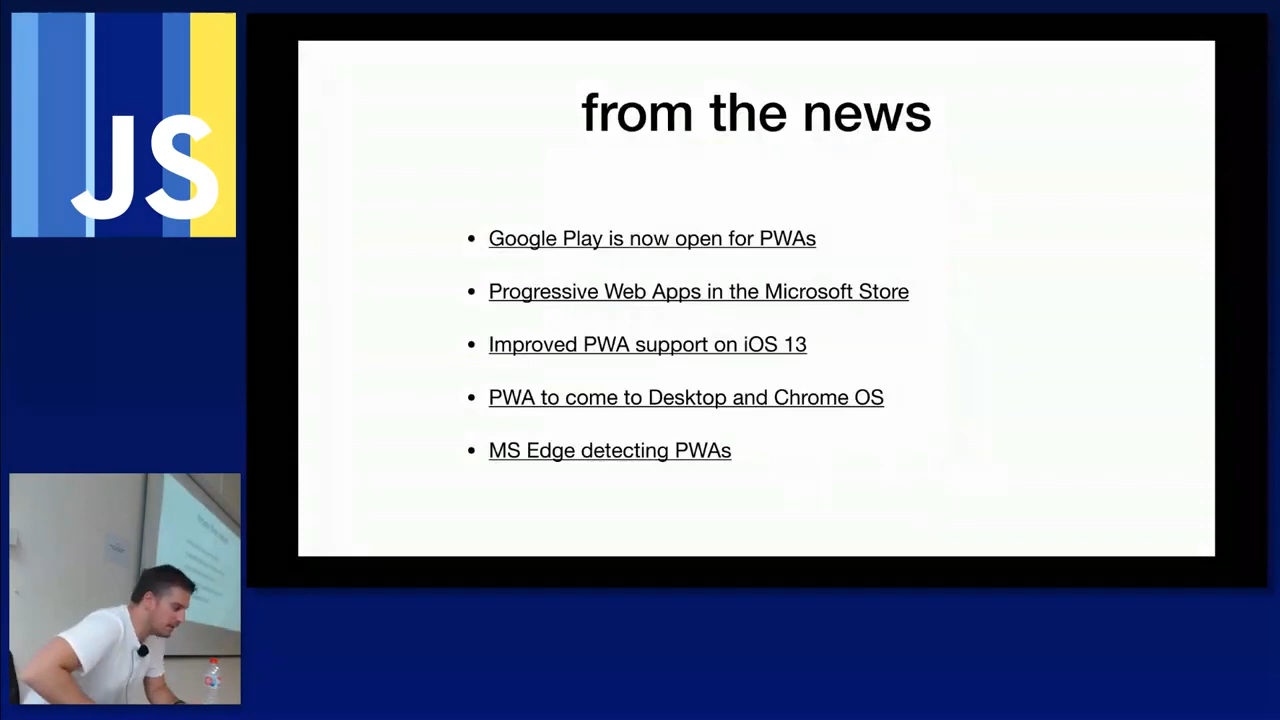 JS
from the news
• Google Play is now open for PWAs
• Progressive Web Apps in the Microsoft Store
• Improved PWA support on iOS 13
• PWA to come to Desktop and Chrome OS
• MS Edge detecting PWAs